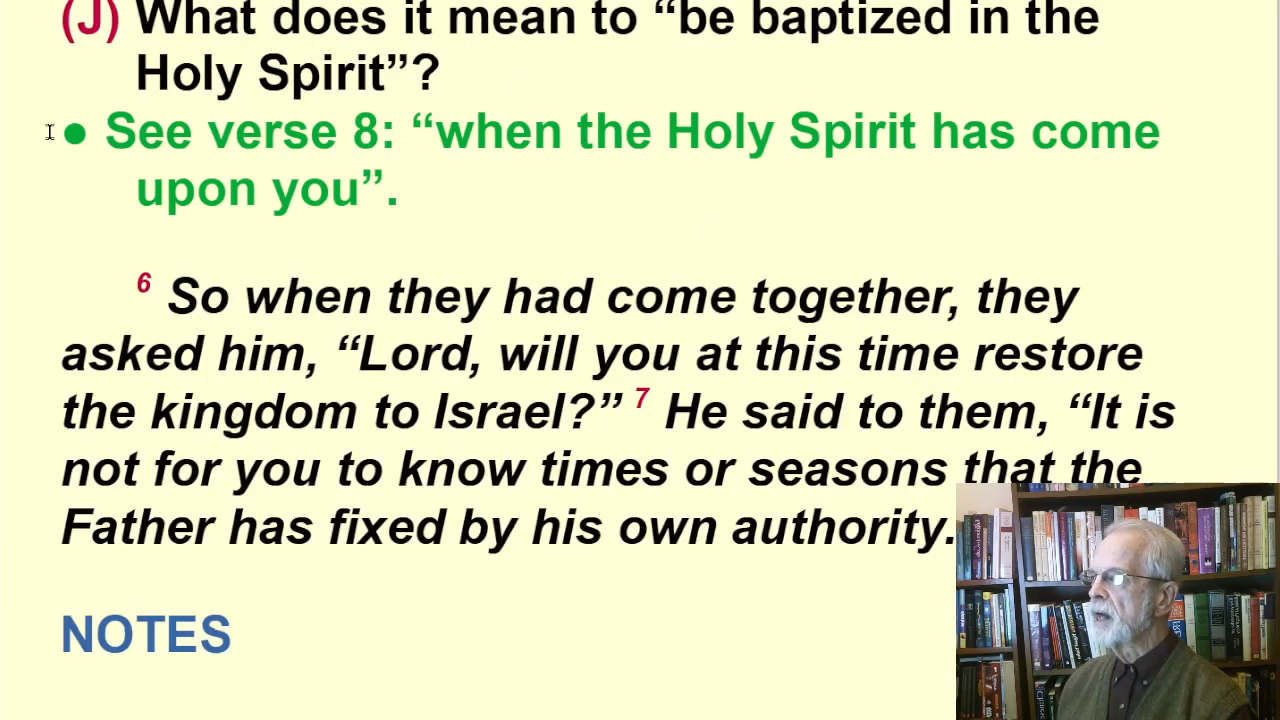 (J) What does it mean to “be baptized in the
Holy Spirit”?
● See verse 8: “when the Holy Spirit has come
upon you”.
6 So when they had come together, they
asked him, “Lord, will you at this time restore
the kingdom to Israel?” 7 He said to them, “It is
not for you to know times or seasons that the
Father has fixed by his own authority.
NOTES